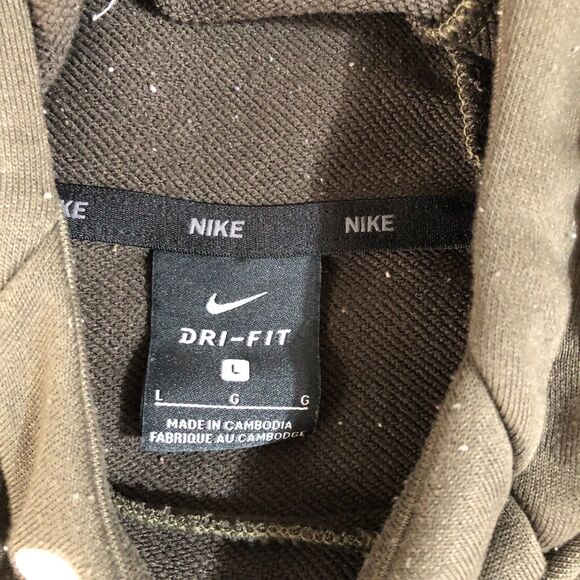 KE NIKE NIKE
DRI-FIT
L
L G G
MADE IN CAMBODIA
FABRIQUE AU CAMBODGE